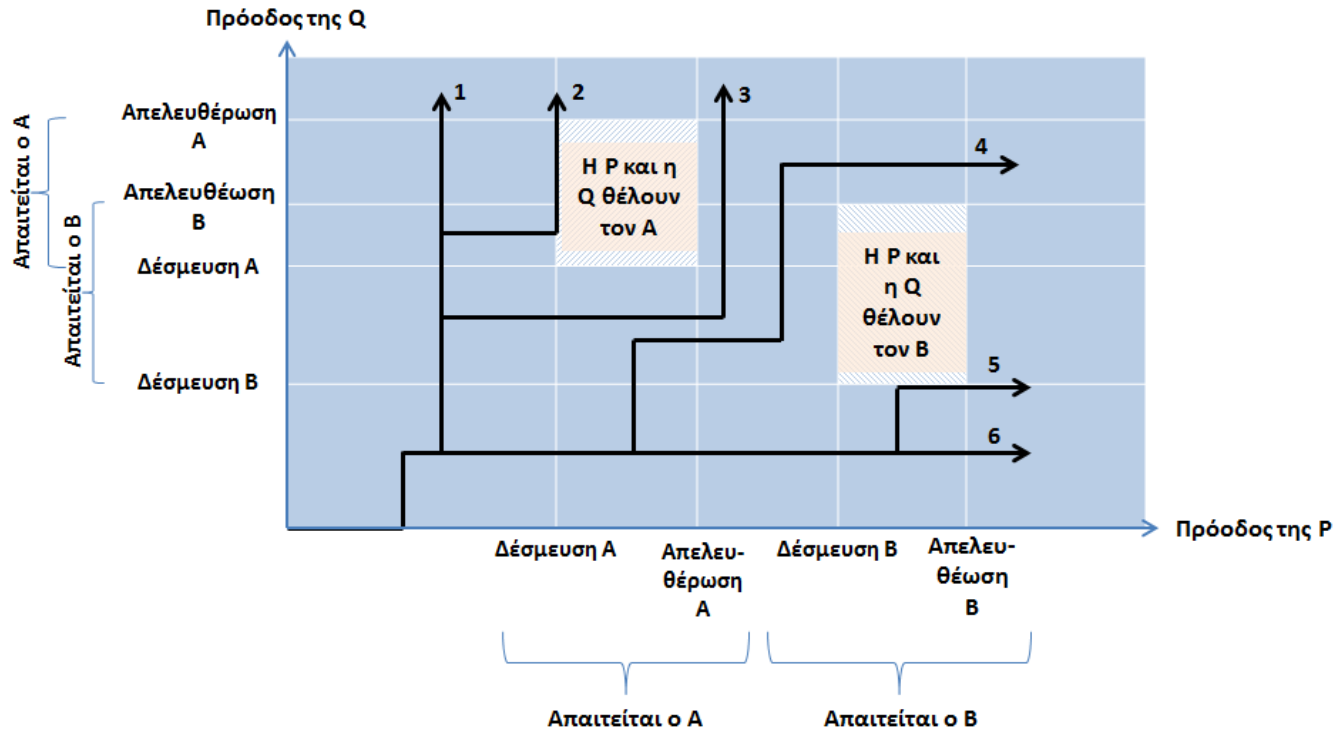 Πρόοδος της Q
Απελευθέρωση
Α
Απελευθέωση
Β
Δέσμευση Α
Δέσμευση Β
Απαιτείται ο Α
Απαιτείται ο Β
1
2
3
4
5
6
Η P και η
Q θέλουν
τον Α
Η P και
η Q
θέλουν
τον Β
Πρόοδος της P
Δέσμευση Α
Απελευ-
θέρωση
Α
Δέσμευση Β
Απελευ-
θέωση
Β
Απαιτείται ο Α
Απαιτείται ο Β